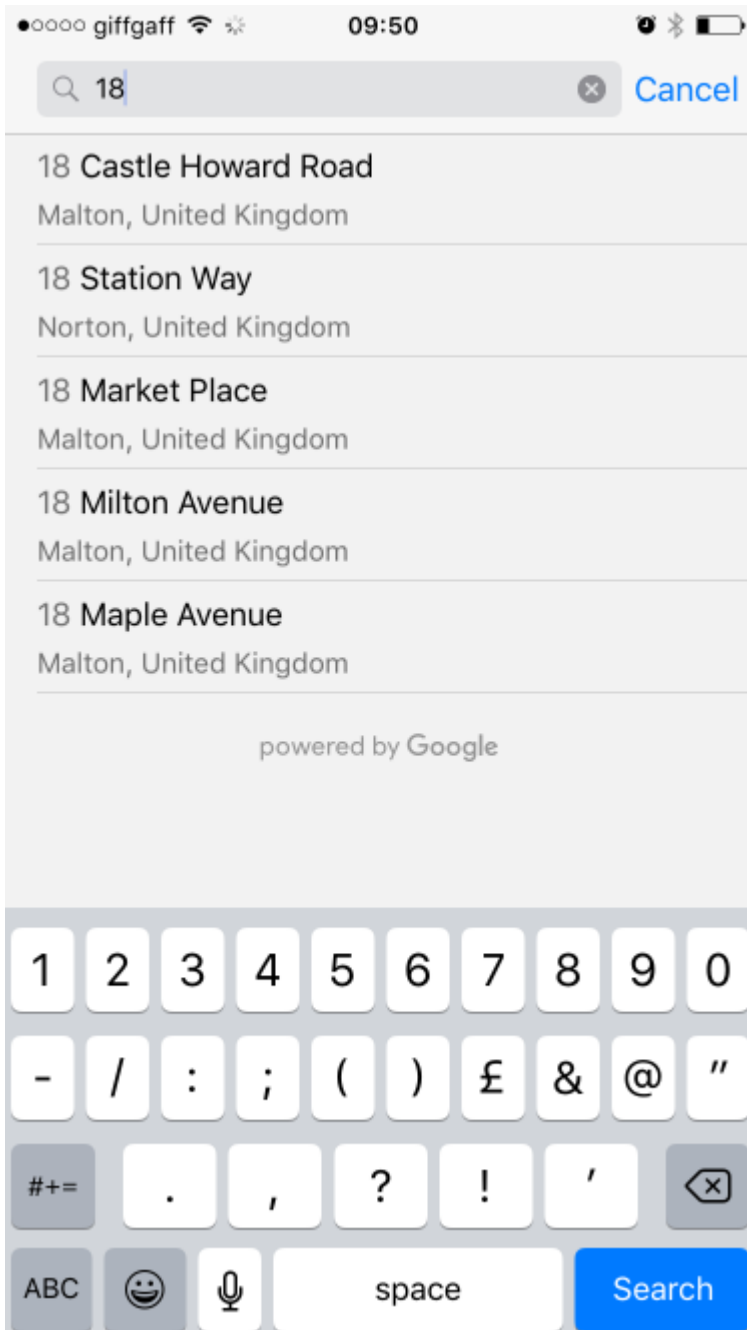 giffgaff 09:50
18 Cancel
18 Castle Howard Road
Malton, United Kingdom
18 Station Way
Norton, United Kingdom
18 Market Place
Malton, United Kingdom
18 Milton Avenue
Malton, United Kingdom
18 Maple Avenue
Malton, United Kingdom
powered by Google
1 2 3 4 5 6 7 8 9 0
- / : ; ( ) £ & @ "
#+= . , ? ! '
ABC space Search